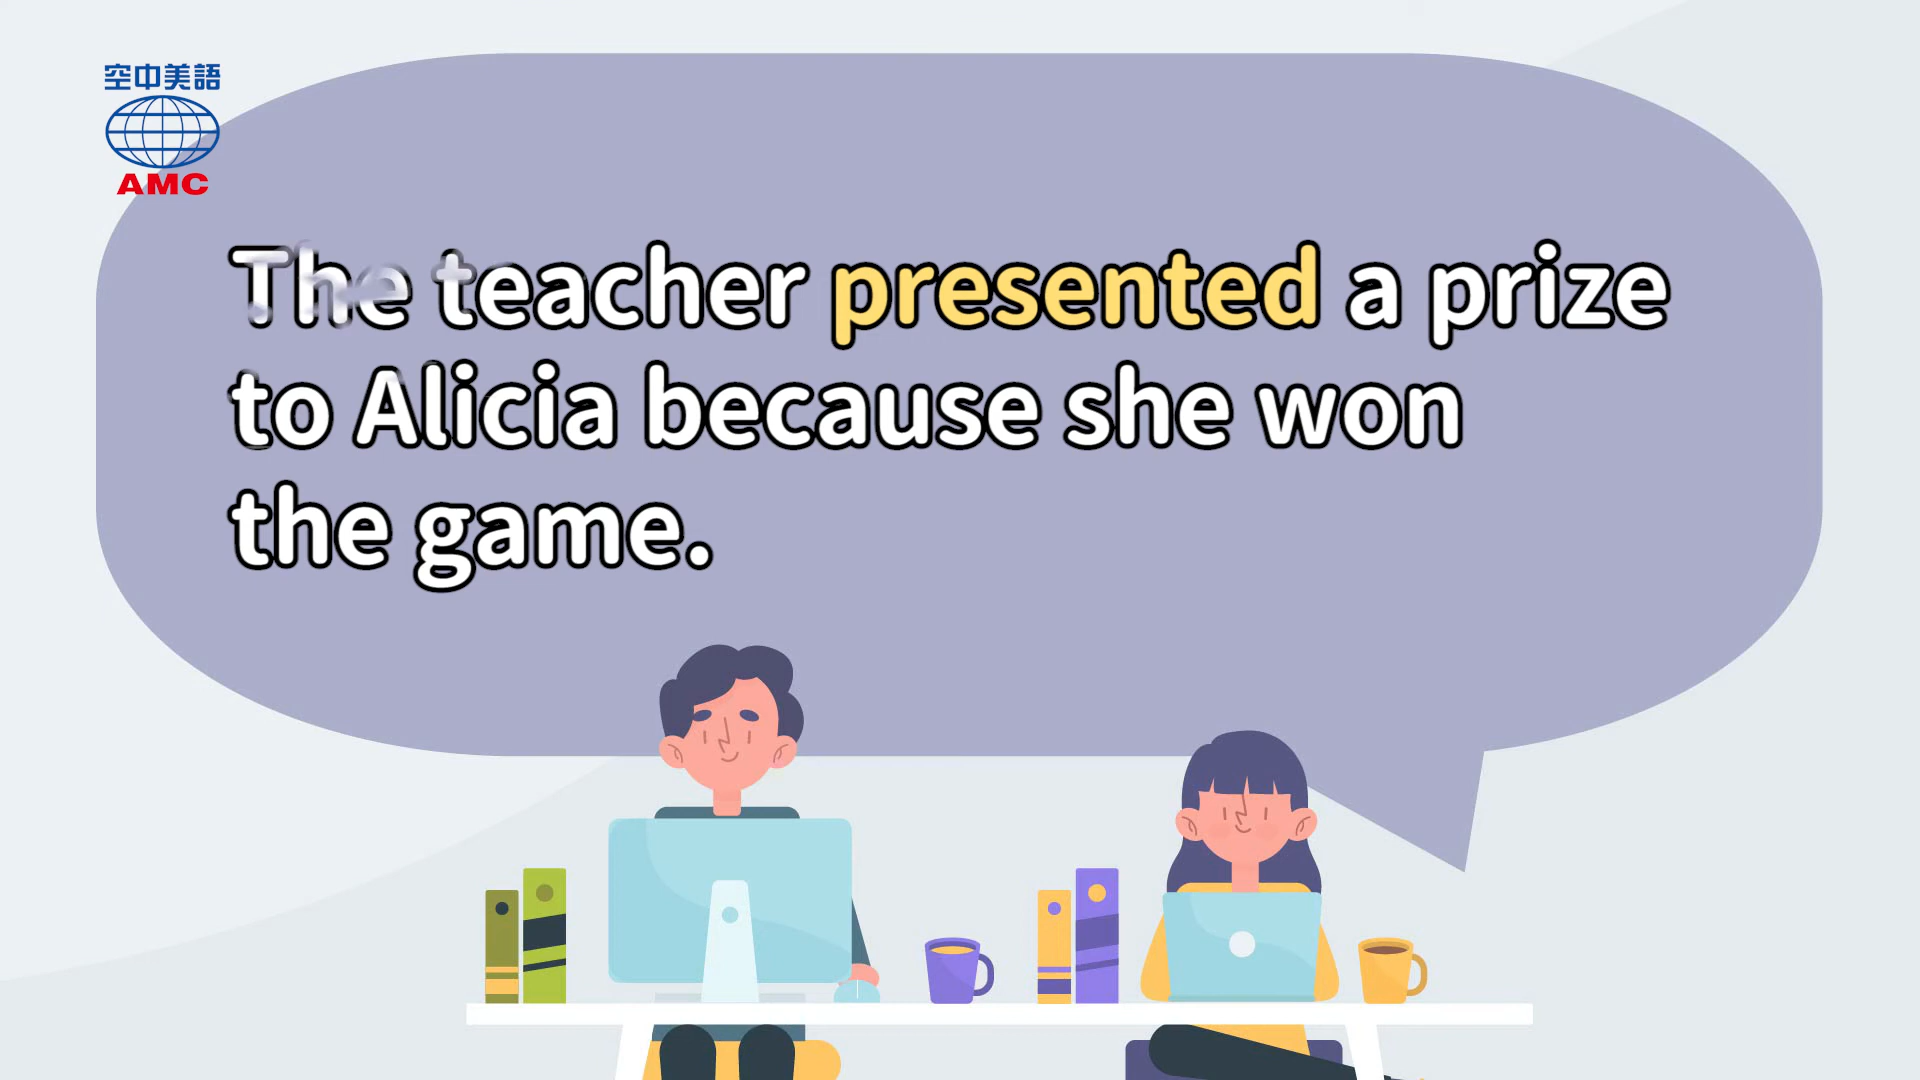 空中美語
AMC
The teacher presented a prize
to Alicia because she won
the game.